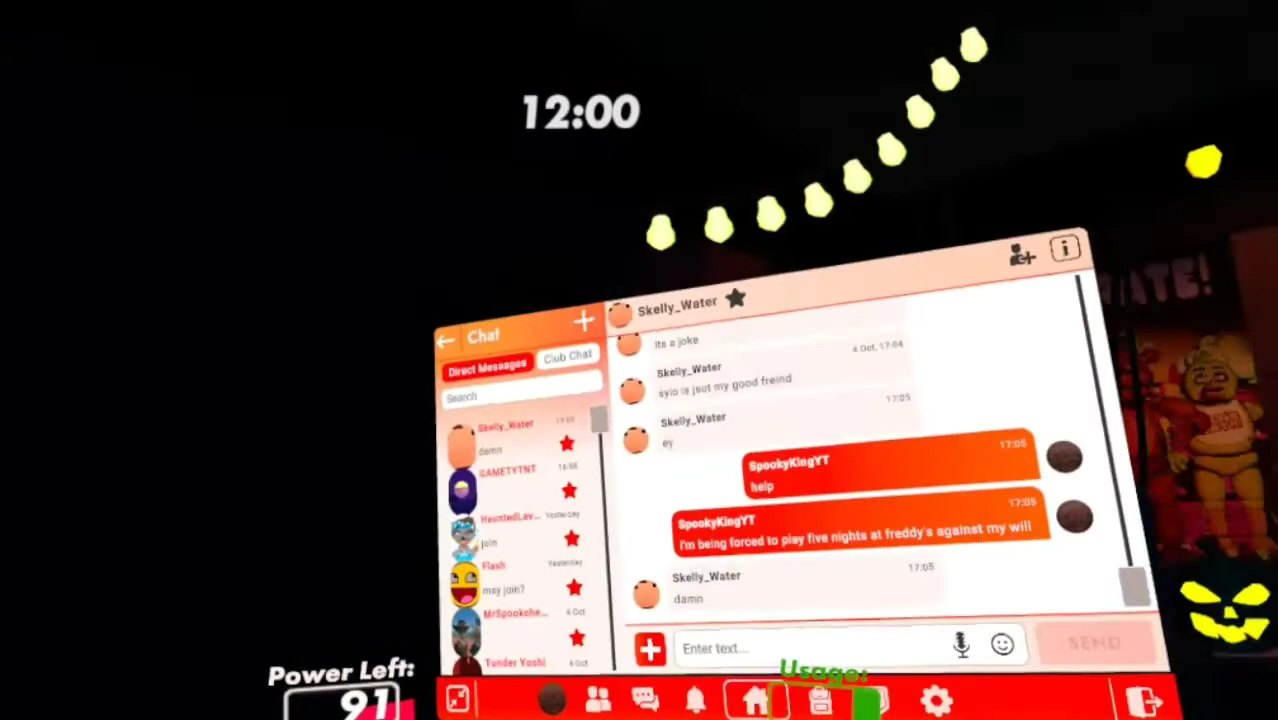 12:00
Chat
Direct Messages
Club Chat
Search
Skelly_Water
damn
GAMETYTNT
HauntedLav... Yesterday
join
Flash Yesterday
may join?
MrSpookche... 4 Oct
Tunder Yoshi 4 Oct
Skelly_Water
its a joke
4 Oct, 17:04
Skelly_Water
sylo is jsut my good freind
17:05
Skelly_Water
ey
17:05
SpookyKingYT
help
17:05
SpookyKingYT
i'm being forced to play five nights at freddy's against my will
Skelly_Water 17:05
damn
Enter text...
SEND
Power Left:
91
Usage: